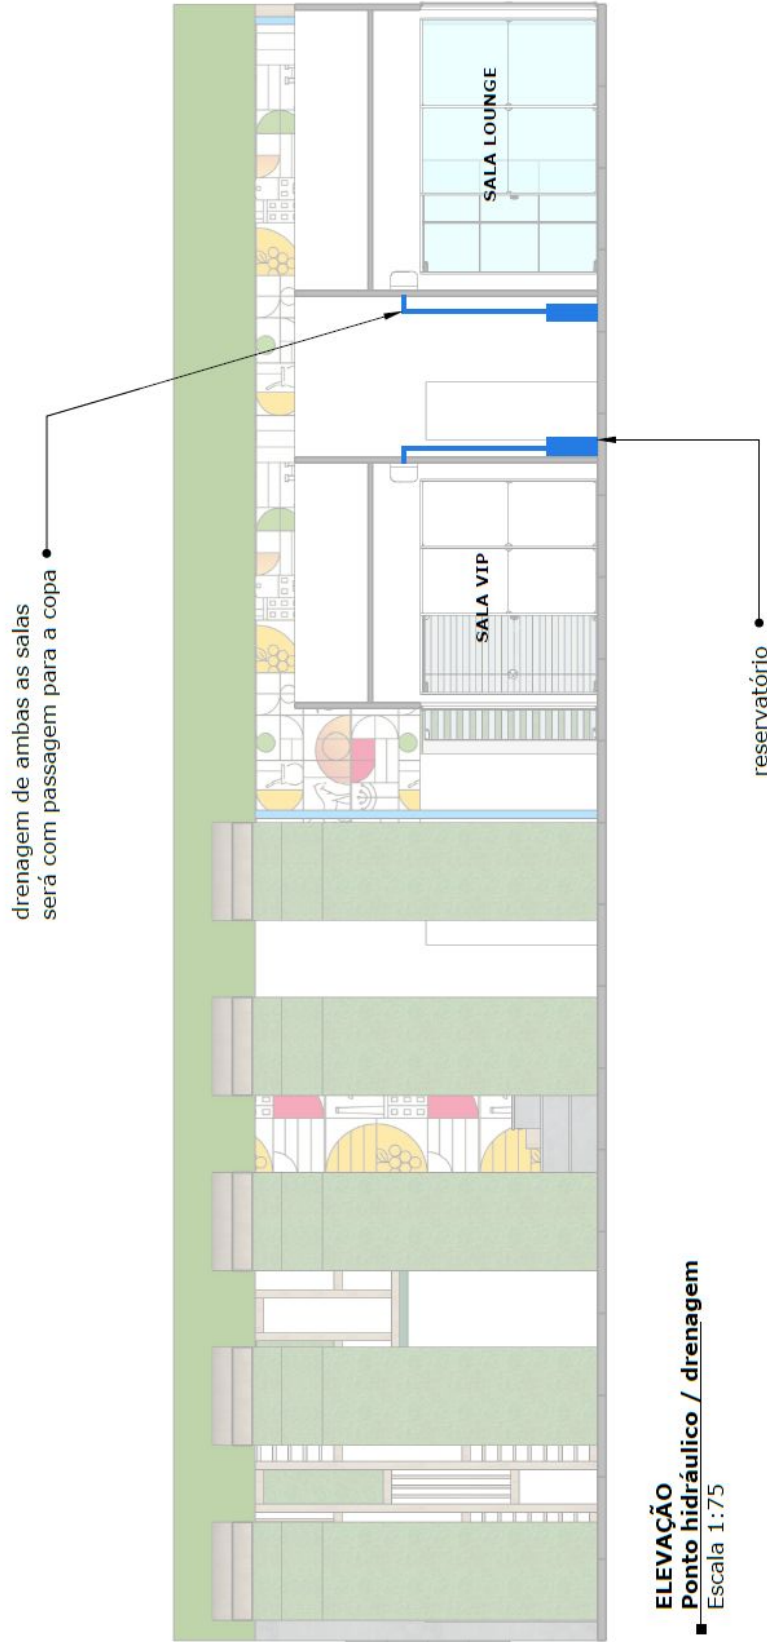 drenagem de ambas as salas
será com passagem para a copa
SALA VIP
SALA LOUNGE
reservatório
ELEVAÇÃO
Ponto hidráulico / drenagem
Escala 1:75